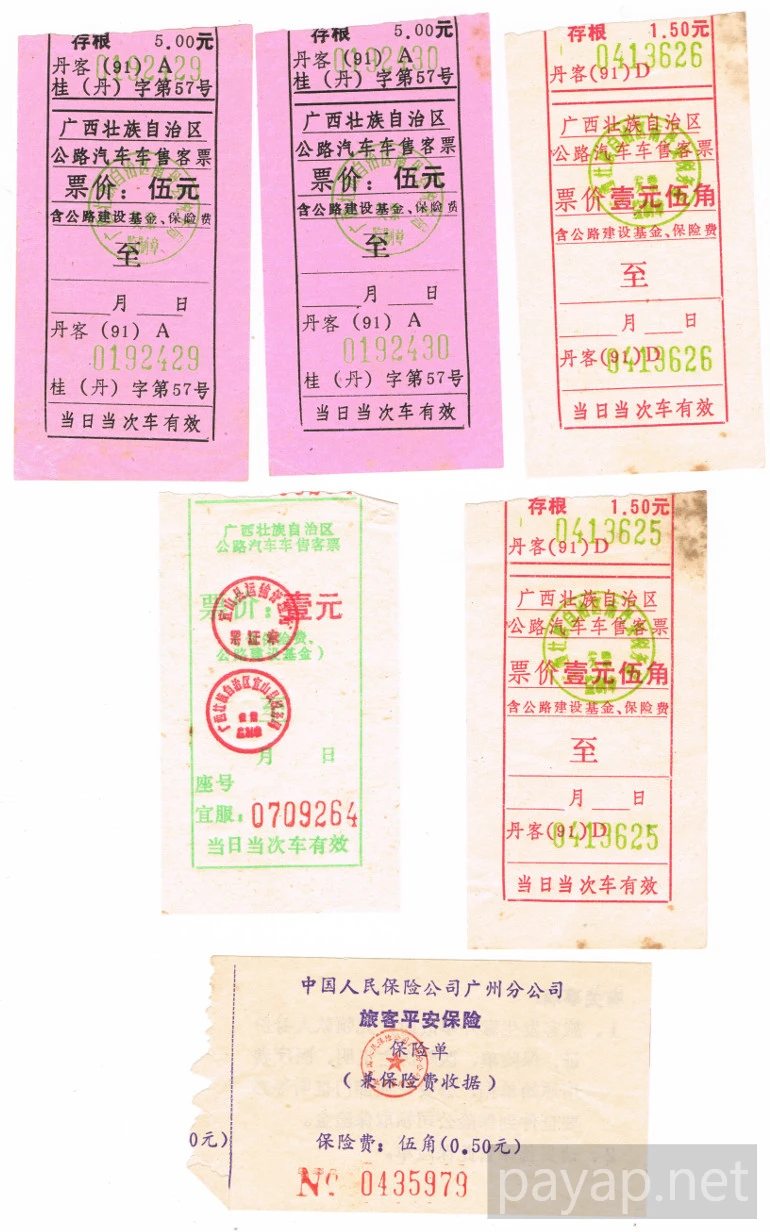 存根 5.00元
丹客(91) A
0192429
桂(丹)字第57号
广西壮族自治区
公路汽车车售客票
票价：伍元
含公路建设基金、保险费
至
月 日
丹客(91) A
0192429
桂(丹)字第57号
当日当次车有效
存根 5.00元
丹客(91) A
0192430
桂(丹)字第57号
广西壮族自治区
公路汽车车售客票
票价：伍元
含公路建设基金、保险费
至
月 日
丹客(91) A
0192430
桂(丹)字第57号
当日当次车有效
存根 1.50元
0413626
丹客(91)D
广西壮族自治区
公路汽车车售客票
票价壹元伍角
含公路建设基金、保险费
至
月 日
丹客(91)D
0413626
当日当次车有效
广西壮族自治区
公路汽车车售客票
票价：壹元
公路建设基金)
月 日
座号
宜服：0709264
当日当次车有效
存根 1.50元
0413625
丹客(91)D
广西壮族自治区
公路汽车车售客票
票价壹元伍角
含公路建设基金、保险费
至
月 日
丹客(91)D
0413625
当日当次车有效
中国人民保险公司广州分公司
旅客平安保险
保险单
(兼保险费收据)
0元) 保险费：伍角(0.50元)
№ 0435979
payap.net